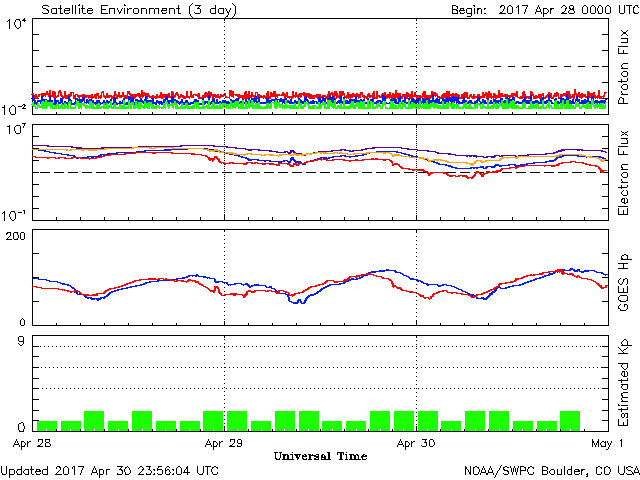 Satellite Environment (3 day) Begin: 2017 Apr 28 0000 UTC
10⁴
10⁻²
Proton Flux
10⁷
10⁻¹
Electron Flux
200
0
GOES Hp
9
0
Estimated Kp
Apr 28 Apr 29 Apr 30 May 1
Universal Time
Updated 2017 Apr 30 23:56:04 UTC NOAA/SWPC Boulder, CO USA